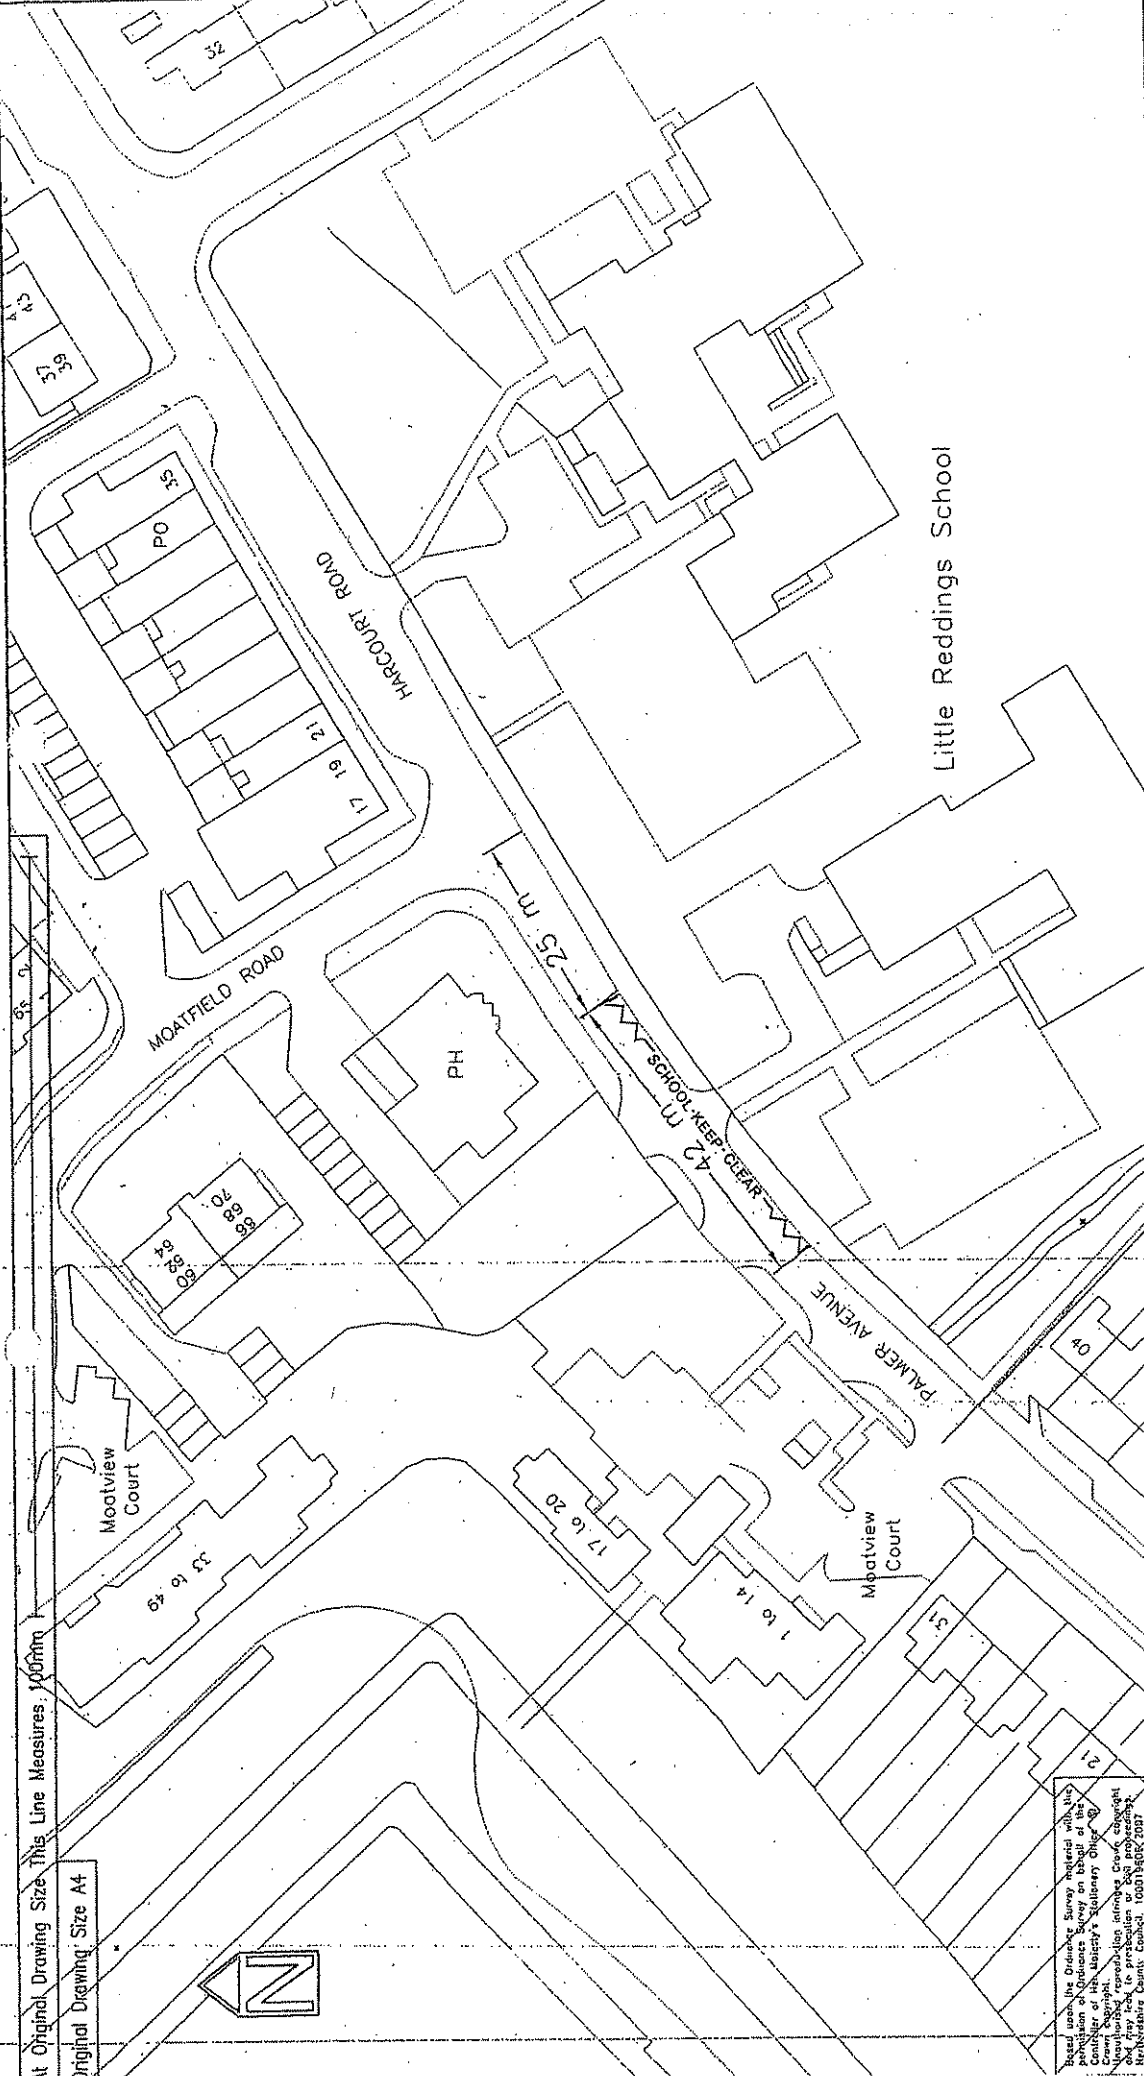 32
37
39
35
PO
HARCOURT ROAD
21
19
17
Little Reddings School
MOATFIELD ROAD
25 m
PH
SCHOOL KEEP CLEAR
42 m
66
68
70
60
62
64
PALMER AVENUE
40
Moatview
Court
33 to 49
17 to 20
1 to 14
Moatview
Court
31
21
at Original Drawing Size This Line Measures 100mm
Original Drawing Size A4
N
Based upon the Ordnance Survey material with the
permission of Ordnance Survey on behalf of the
Controller of Her Majesty's Stationery Office ©
Crown copyright.
Unauthorised reproduction infringes Crown copyright
and may lead to prosecution or civil proceedings.
Hertfordshire County Council.